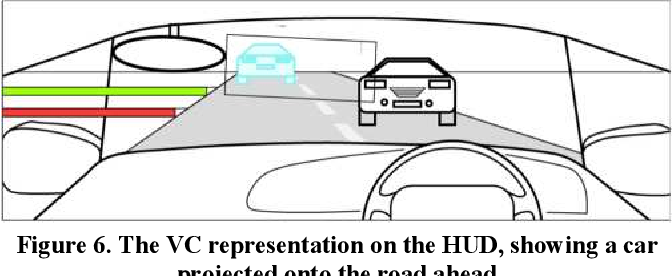 Figure 6. The VC representation on the HUD, showing a car
projected onto the road ahead.